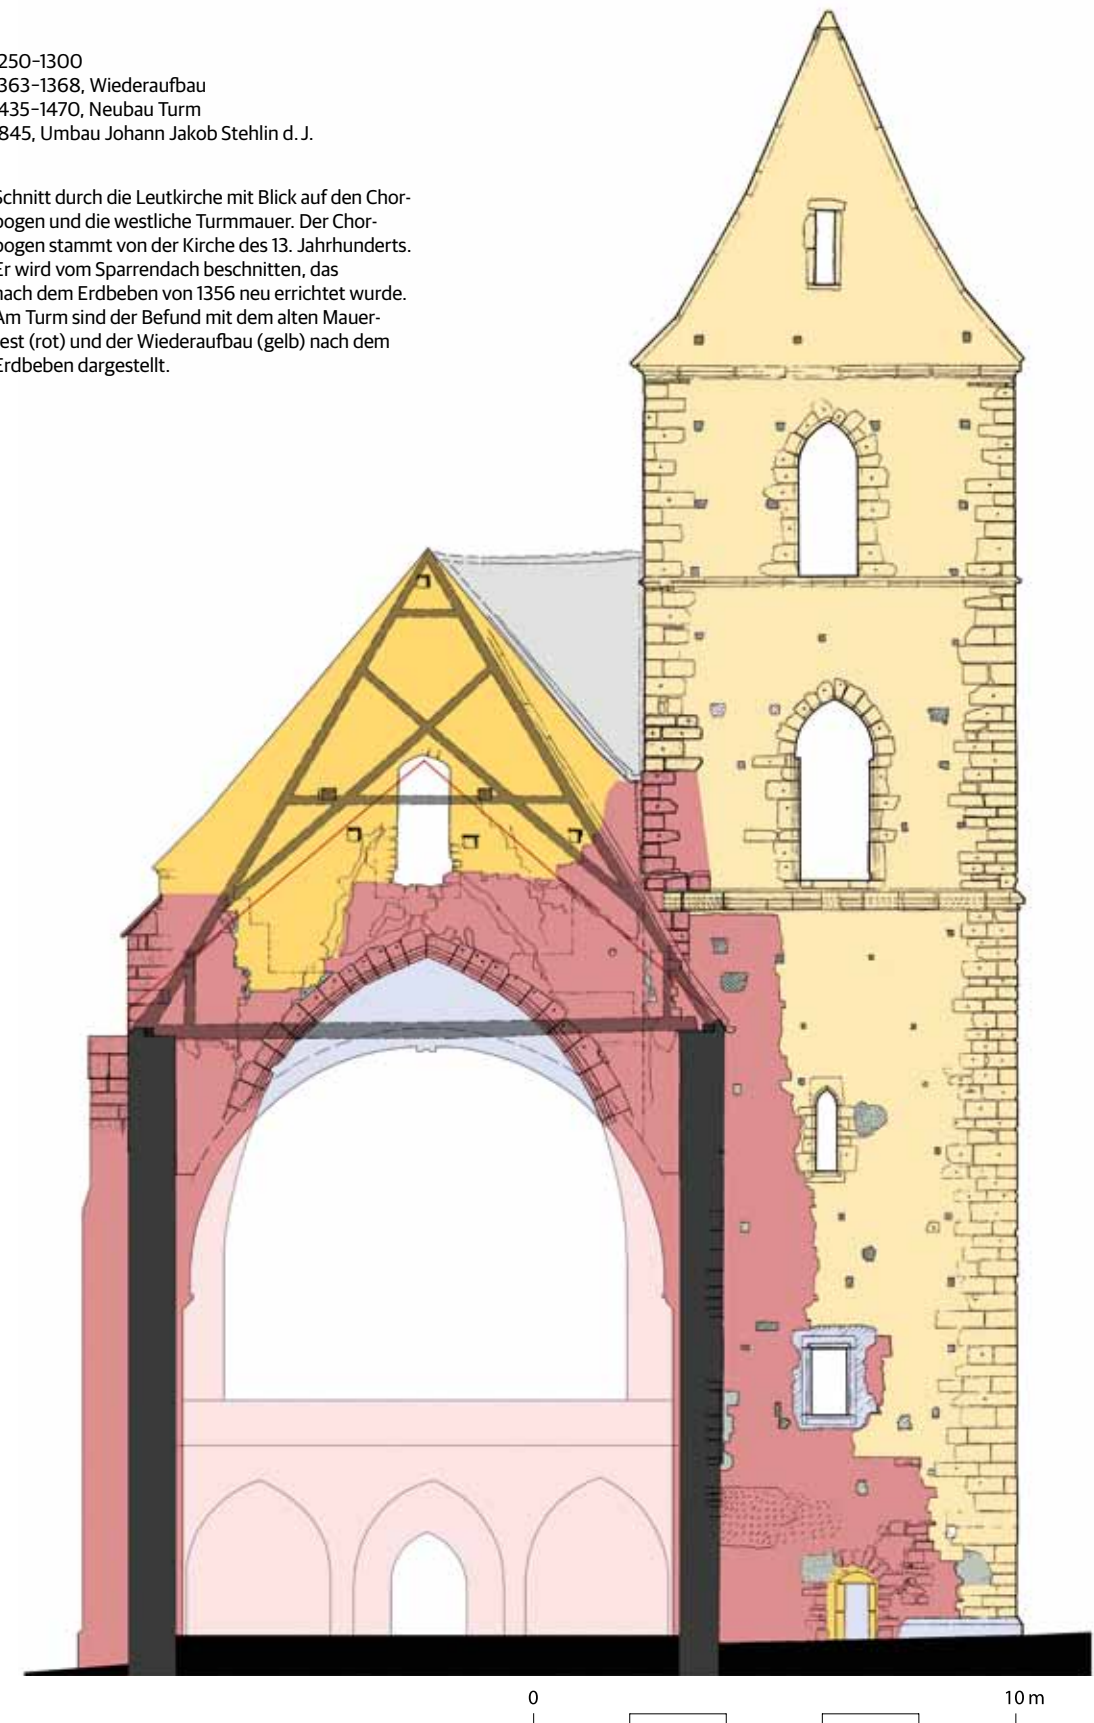 250–1300
363–1368, Wiederaufbau
435–1470, Neubau Turm
845, Umbau Johann Jakob Stehlin d. J.
Schnitt durch die Leutkirche mit Blick auf den Chor-
bogen und die westliche Turmmauer. Der Chor-
bogen stammt von der Kirche des 13. Jahrhunderts.
Er wird vom Sparrendach beschnitten, das
nach dem Erdbeben von 1356 neu errichtet wurde.
Am Turm sind der Befund mit dem alten Mauer-
rest (rot) und der Wiederaufbau (gelb) nach dem
Erdbeben dargestellt.
0
10 m